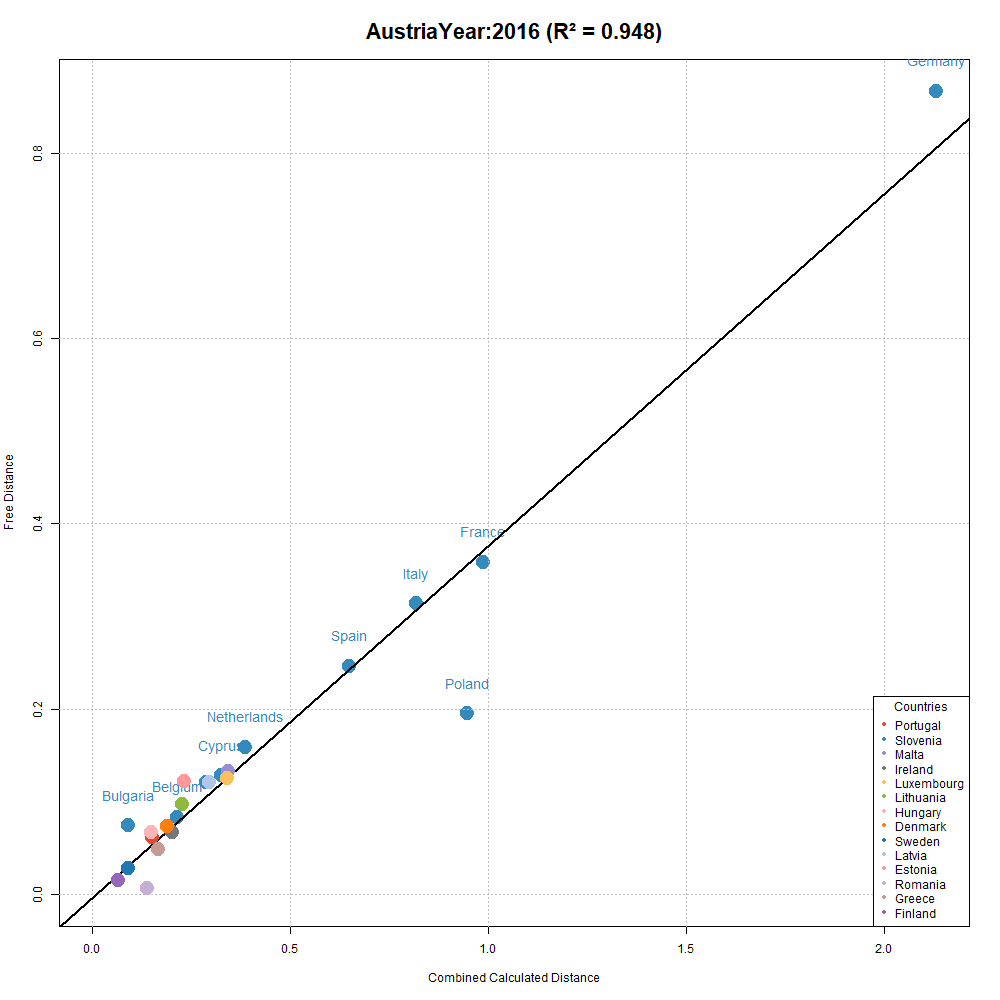 AustriaYear:2016 (R² = 0.948)
Germany
France
Italy
Spain
Poland
Netherlands
Cyprus
Belgium
Bulgaria
Free Distance
0.8
0.6
0.4
0.2
0.0
0.0
0.5
1.0
1.5
2.0
Combined Calculated Distance
Countries
Portugal
Slovenia
Malta
Ireland
Luxembourg
Lithuania
Hungary
Denmark
Sweden
Latvia
Estonia
Romania
Greece
Finland